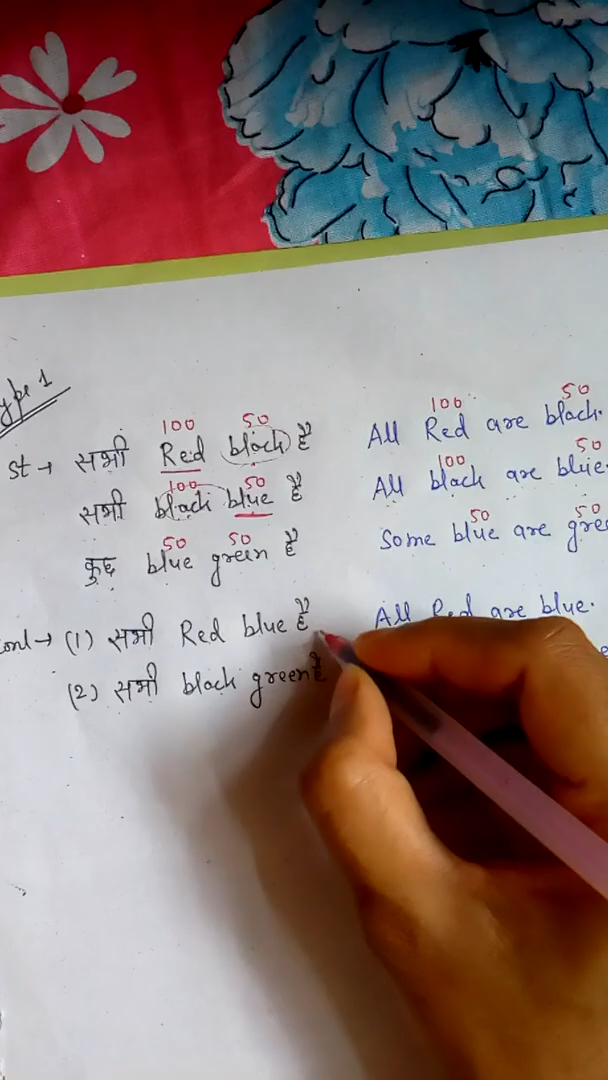 ype 1
100 50 100 50
st → सभी Red black हैं All Red are black.
100 50 100 50
सभी black blue हैं All black are blue.
50 50 50 50
कुछ blue green हैं Some blue are gree
onl → (1) सभी Red blue हैं All Red are blue.
(2) सभी black green हैं